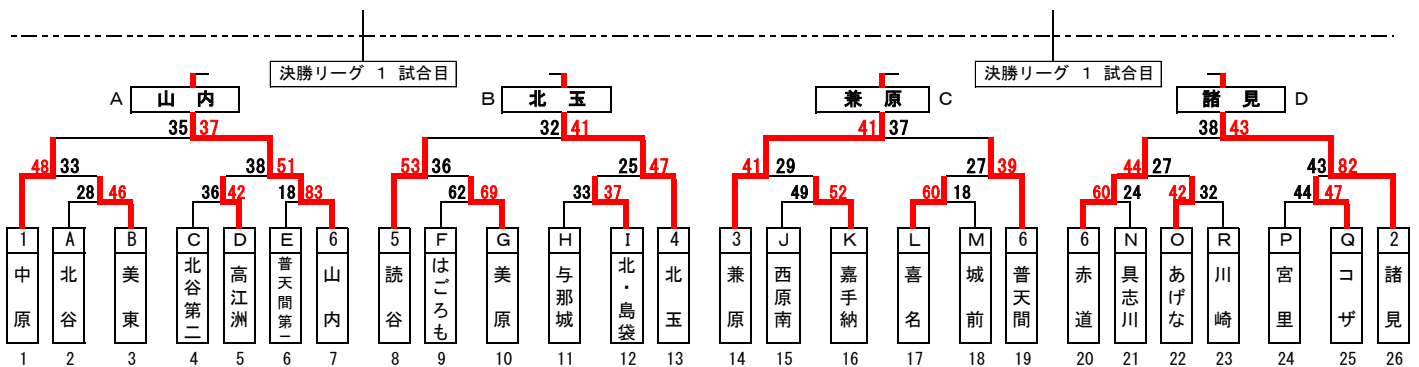 決勝リーグ 1 試合目 決勝リーグ 1 試合目
A 山 内 B 北 玉 兼 原 C 諸 見 D
35 37 32 41 41 37 38 43
48 33 38 51 53 36 25 47 41 29 27 39 44 27 43 82
28 46 36 42 18 83 62 69 33 37 49 52 60 18 60 24 42 32 44 47
1 A B C D E 6 5 F G H I 4 3 J K L M 6 6 N O R P Q 2
中原 北谷 美東 北谷第二 高江洲 普天間第二 山内 読谷 はごろも 美原 与那城 北・島袋 北玉 兼原 西原南 嘉手納 喜名 城前 普天間 赤道 具志川 あげな 川崎 宮里 コザ 諸見
1 2 3 4 5 6 7 8 9 10 11 12 13 14 15 16 17 18 19 20 21 22 23 24 25 26